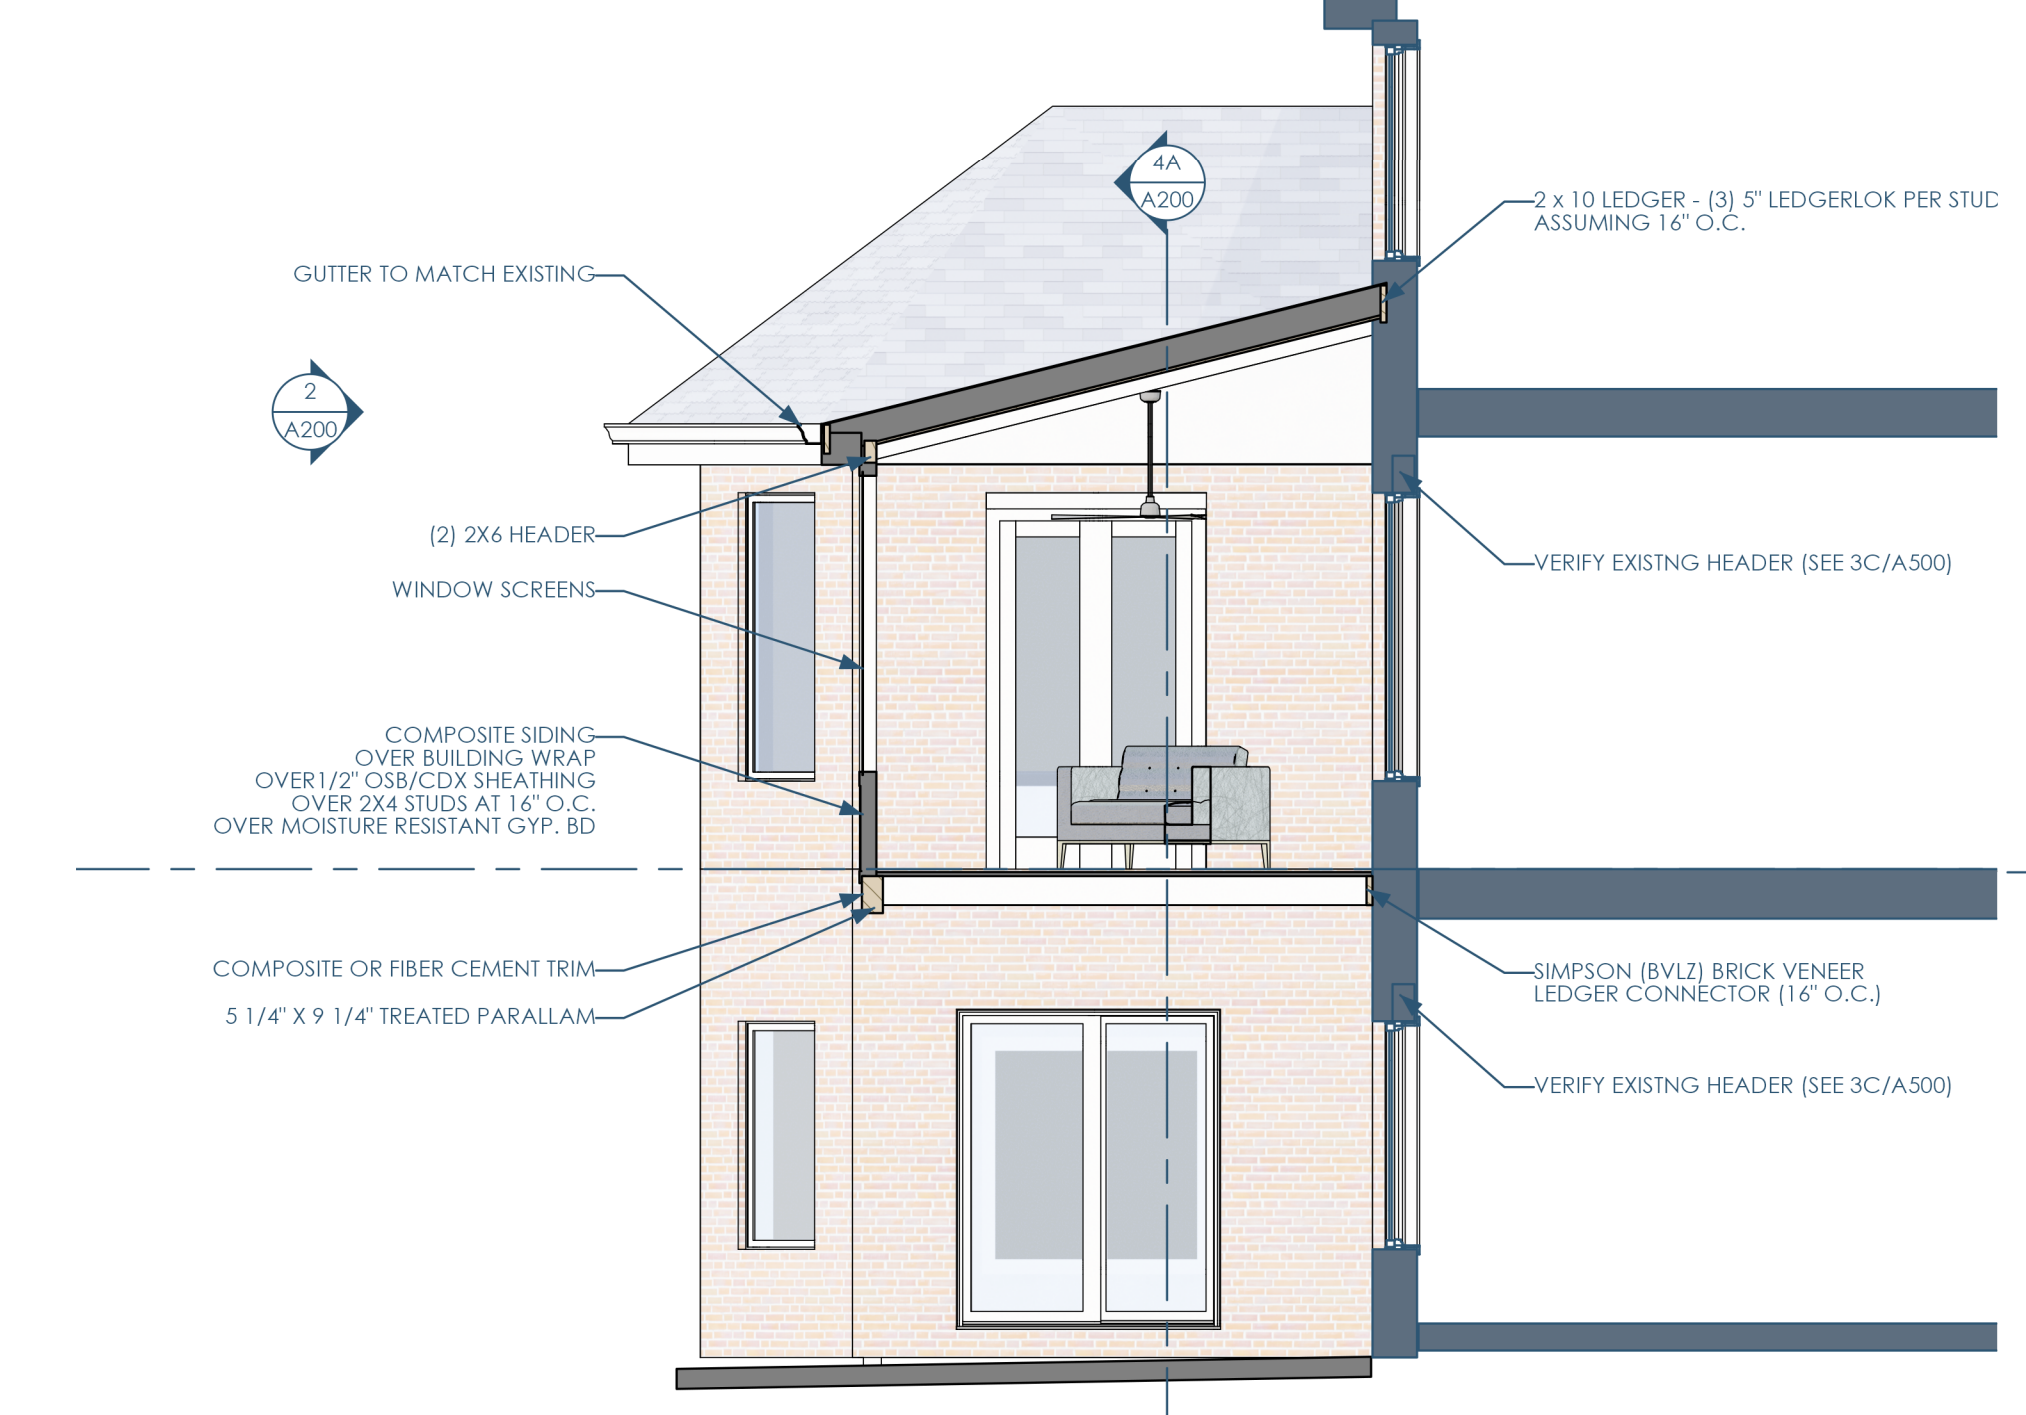 4A
A200
2 x 10 LEDGER - (3) 5" LEDGERLOK PER STUD
ASSUMING 16" O.C.
GUTTER TO MATCH EXISTING
2
A200
(2) 2X6 HEADER
VERIFY EXISTNG HEADER (SEE 3C/A500)
WINDOW SCREENS
COMPOSITE SIDING
OVER BUILDING WRAP
OVER1/2" OSB/CDX SHEATHING
OVER 2X4 STUDS AT 16" O.C.
OVER MOISTURE RESISTANT GYP. BD
COMPOSITE OR FIBER CEMENT TRIM
5 1/4" X 9 1/4" TREATED PARALLAM
SIMPSON (BVLZ) BRICK VENEER
LEDGER CONNECTOR (16" O.C.)
VERIFY EXISTNG HEADER (SEE 3C/A500)